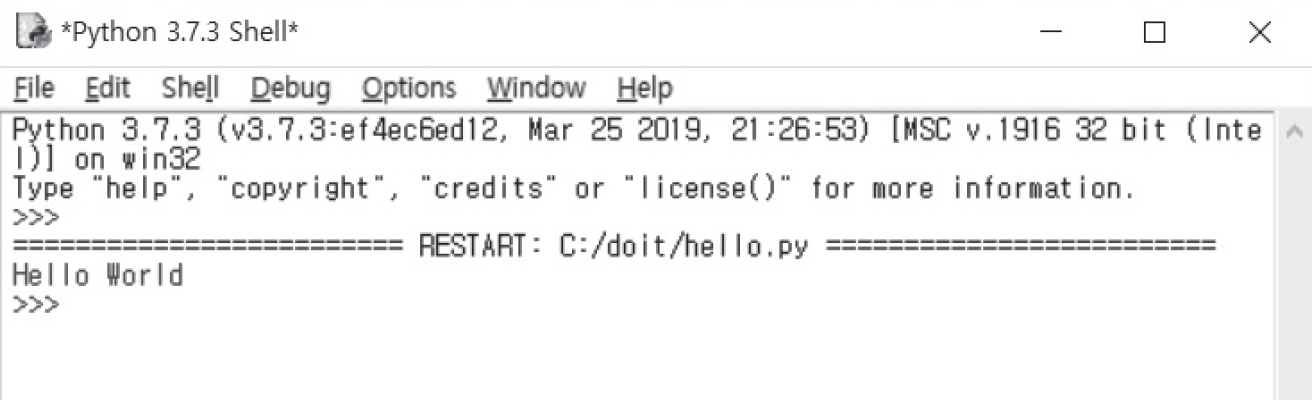 *Python 3.7.3 Shell*
File Edit Shell Debug Options Window Help
Python 3.7.3 (v3.7.3:ef4ec6ed12, Mar 25 2019, 21:26:53) [MSC v.1916 32 bit (Inte
l)] on win32
Type "help", "copyright", "credits" or "license()" for more information.
>>>
========================= RESTART: C:/doit/hello.py =========================
Hello World
>>>